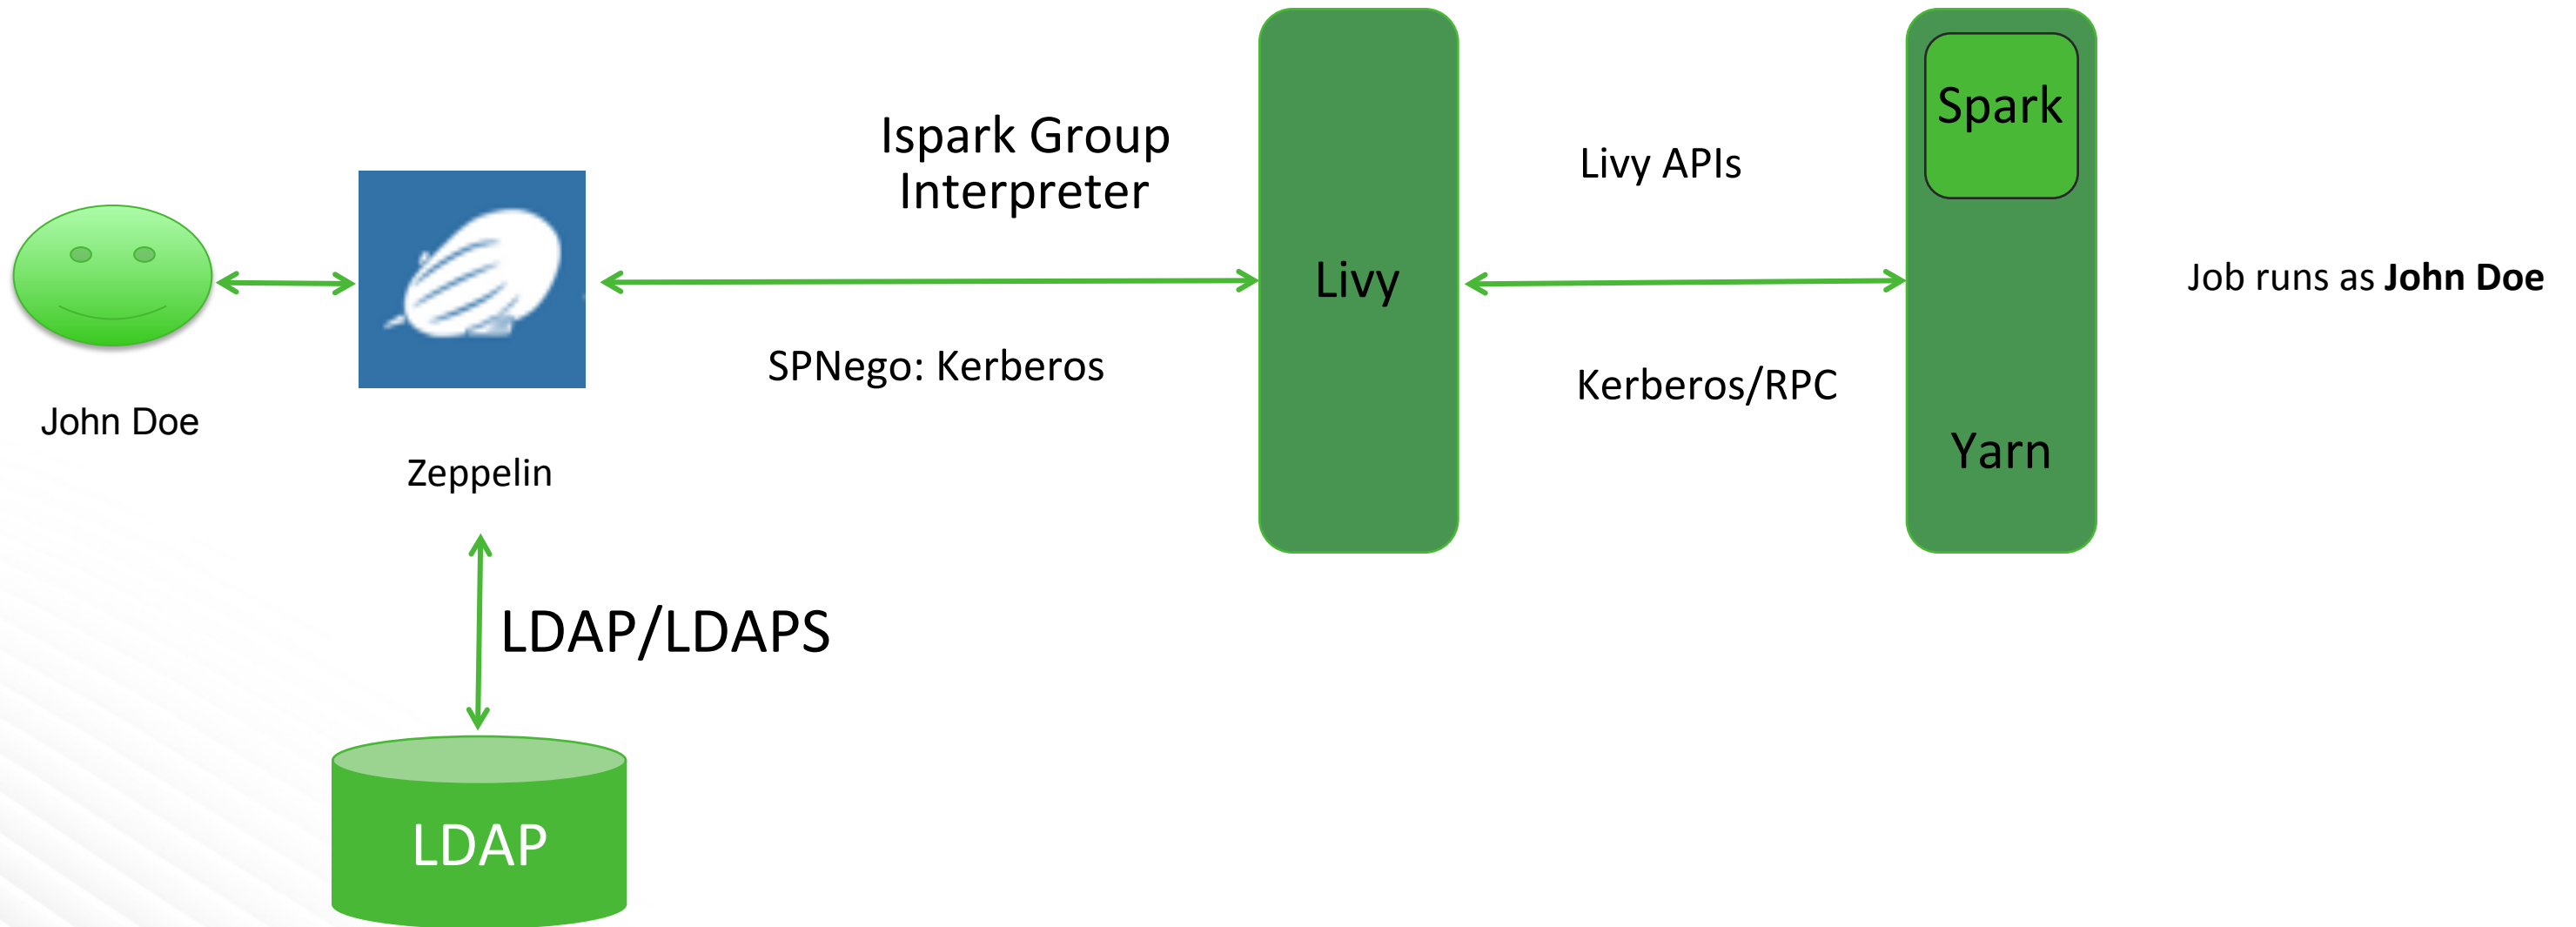 John Doe
Zeppelin
LDAP/LDAPS
LDAP
Ispark Group
Interpreter
SPNego: Kerberos
Livy
Livy APIs
Kerberos/RPC
Spark
Yarn
Job runs as John Doe